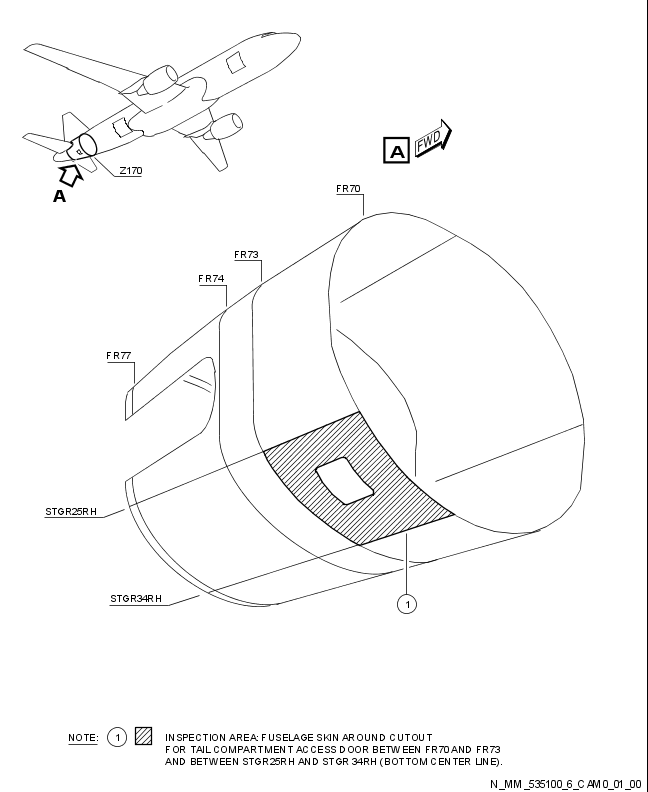 Z170
A
A FWD
FR70
FR73
FR74
FR77
STGR25RH
STGR34RH
1
NOTE: 1 INSPECTION AREA: FUSELAGE SKIN AROUND CUTOUT
FOR TAIL COMPARTMENT ACCESS DOOR BETWEEN FR70 AND FR73
AND BETWEEN STGR25RH AND STGR 34RH (BOTTOM CENTER LINE).
N_MM_535100_6_CAM0_01_00